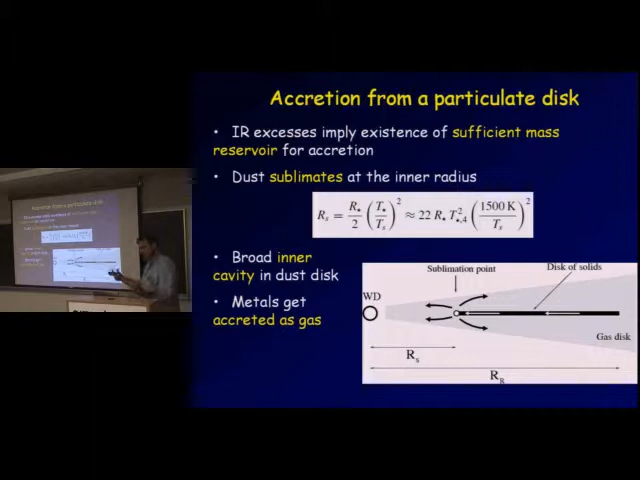 Accretion from a particulate disk
• IR excesses imply existence of sufficient mass
reservoir for accretion
• Dust sublimates at the inner radius
R_s = R_⋆/2 (T_⋆/T_s)^2 ≈ 22 R_⋆ T_{⋆,4}^2 (1500 K/T_s)^2
• Broad inner
cavity in dust disk
• Metals get
accreted as gas
Sublimation point
Disk of solids
WD
Gas disk
R_s
R_R